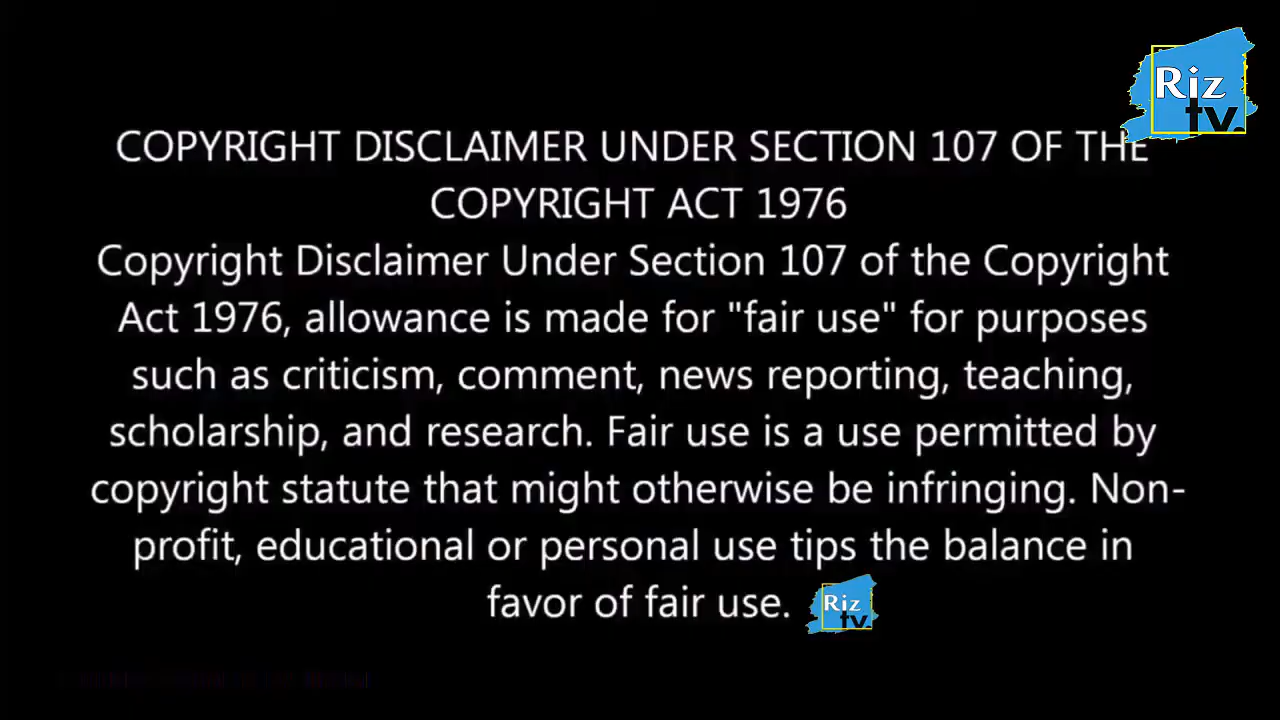 Riz
tv.
COPYRIGHT DISCLAIMER UNDER SECTION 107 OF THE
COPYRIGHT ACT 1976
Copyright Disclaimer Under Section 107 of the Copyright
Act 1976, allowance is made for "fair use" for purposes
such as criticism, comment, news reporting, teaching,
scholarship, and research. Fair use is a use permitted by
copyright statute that might otherwise be infringing. Non-
profit, educational or personal use tips the balance in
favor of fair use.
Riz
tv.